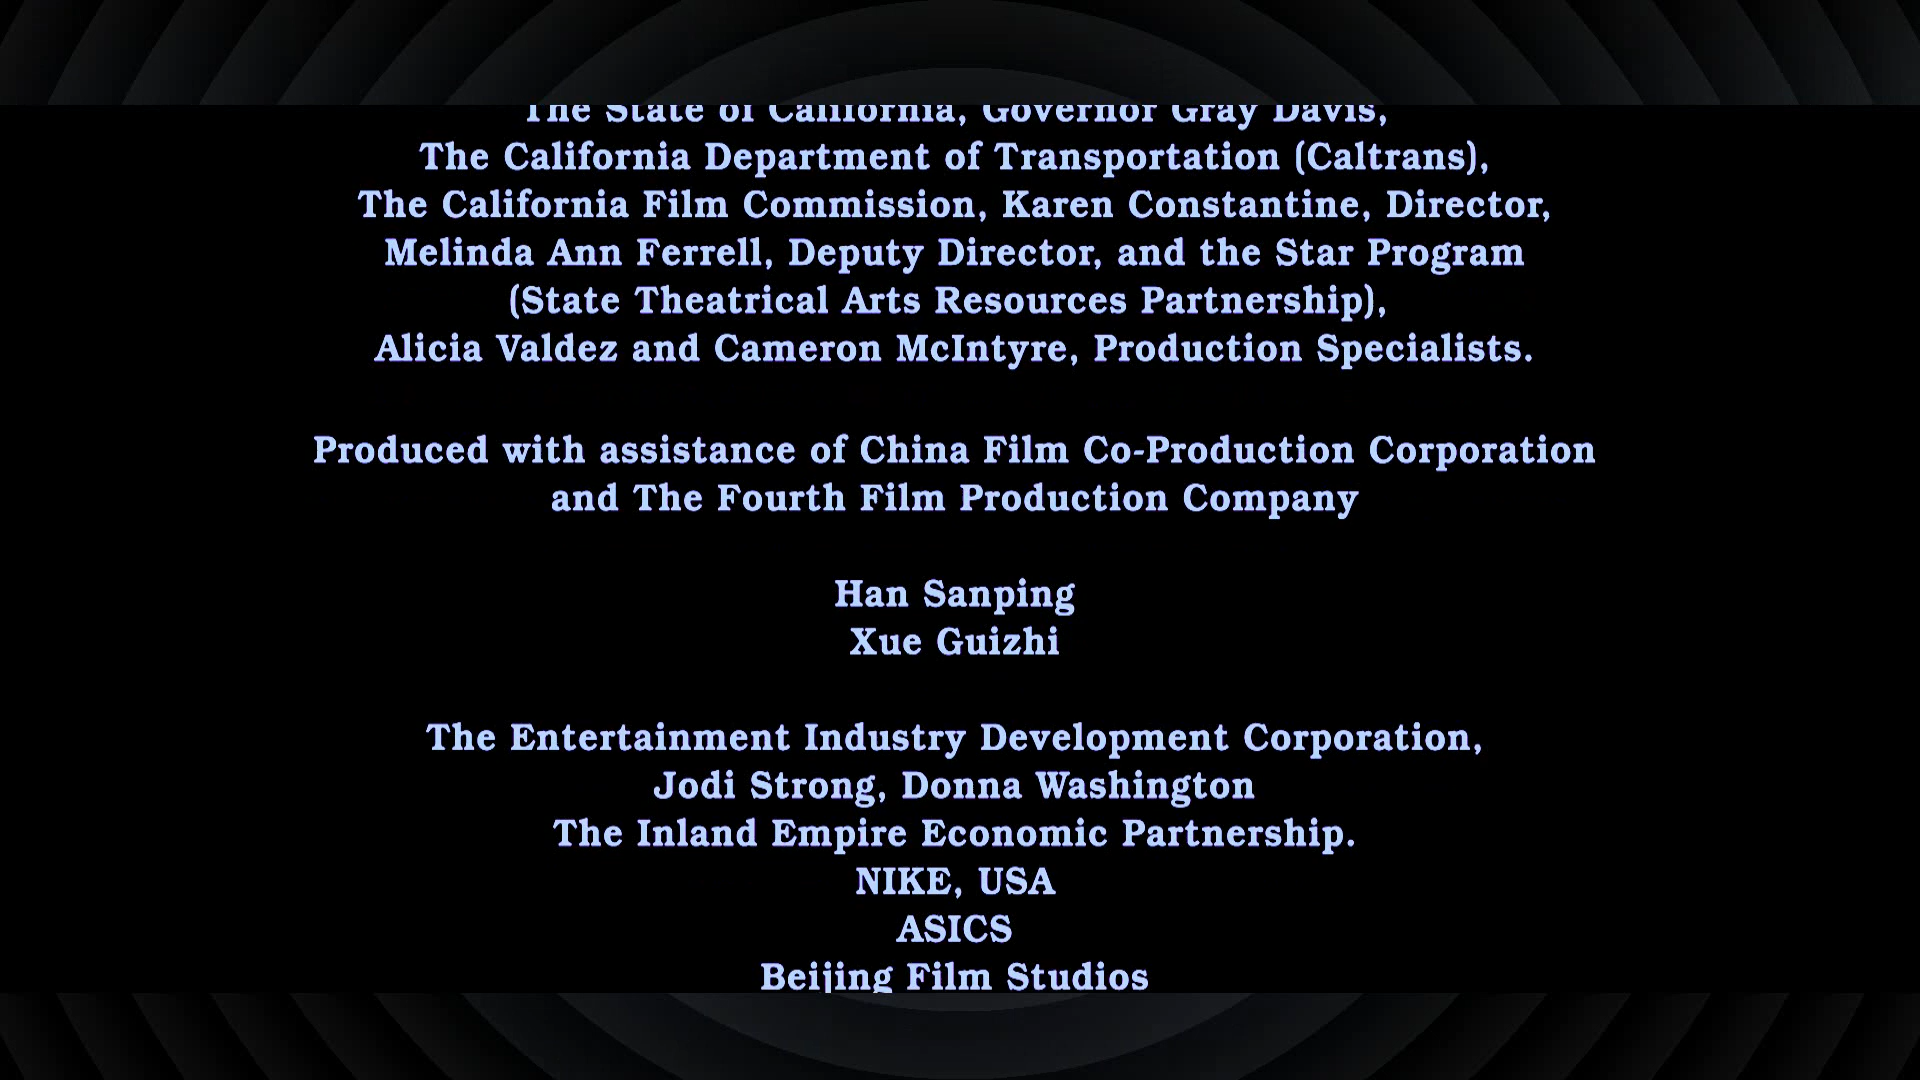 The State of California, Governor Gray Davis,
The California Department of Transportation (Caltrans),
The California Film Commission, Karen Constantine, Director,
Melinda Ann Ferrell, Deputy Director, and the Star Program
(State Theatrical Arts Resources Partnership),
Alicia Valdez and Cameron McIntyre, Production Specialists.
Produced with assistance of China Film Co-Production Corporation
and The Fourth Film Production Company
Han Sanping
Xue Guizhi
The Entertainment Industry Development Corporation,
Jodi Strong, Donna Washington
The Inland Empire Economic Partnership.
NIKE, USA
ASICS
Beijing Film Studios